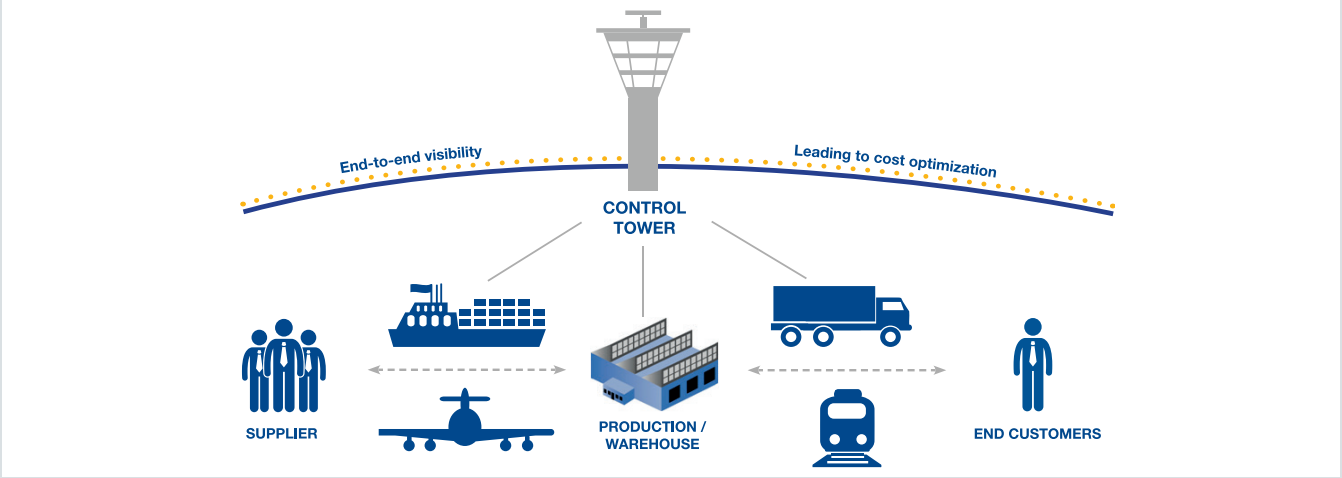 End-to-end visibility
Leading to cost optimization
CONTROL
TOWER
SUPPLIER
PRODUCTION /
WAREHOUSE
END CUSTOMERS